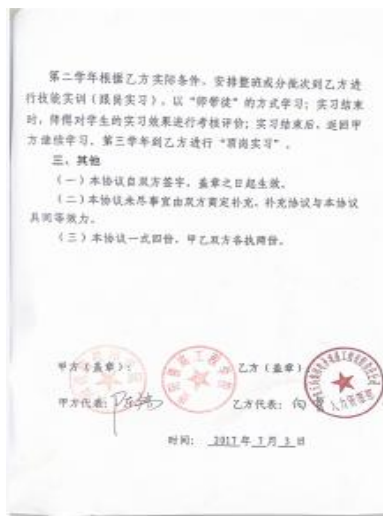 第二学年根据乙方实际条件，安排整班或分批次到乙方进
行技能实训（跟岗实习），以“师带徒”的方式学习；实习结束
时，师傅对学生的实习效果进行考核评价；实习结束后，返回甲
方继续学习，第三学年到乙方进行“顶岗实习”。
三、其他
（一）本协议自双方签字、盖章之日起生效。
（二）本协议未尽事宜由双方商定补充，补充协议与本协议
具同等效力。
（三）本协议一式四份，甲乙双方各执两份。
甲方（盖章）：
乙方（盖章）
甲方代表：
乙方代表：
时间：2017年7月3日